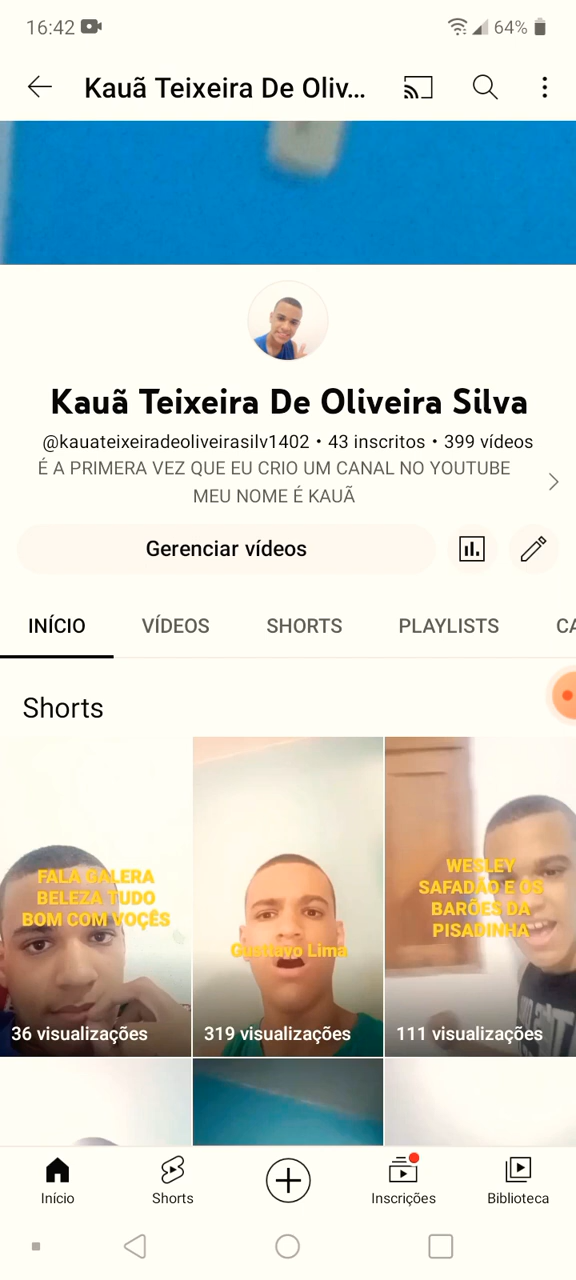 16:42
64%
Kauã Teixeira De Oliv...
Kauã Teixeira De Oliveira Silva
@kauateixeiradeoliveirasilv1402 • 43 inscritos • 399 vídeos
É A PRIMERA VEZ QUE EU CRIO UM CANAL NO YOUTUBE
MEU NOME É KAUÃ
Gerenciar vídeos
INÍCIO VÍDEOS SHORTS PLAYLISTS CA
Shorts
FALA GALERA
BELEZA TUDO
BOM COM VOÇÊS
36 visualizações
Gusttavo Lima
319 visualizações
WESLEY
SAFADÃO E OS
BARÕES DA
PISADINHA
111 visualizações
Início Shorts Inscrições Biblioteca